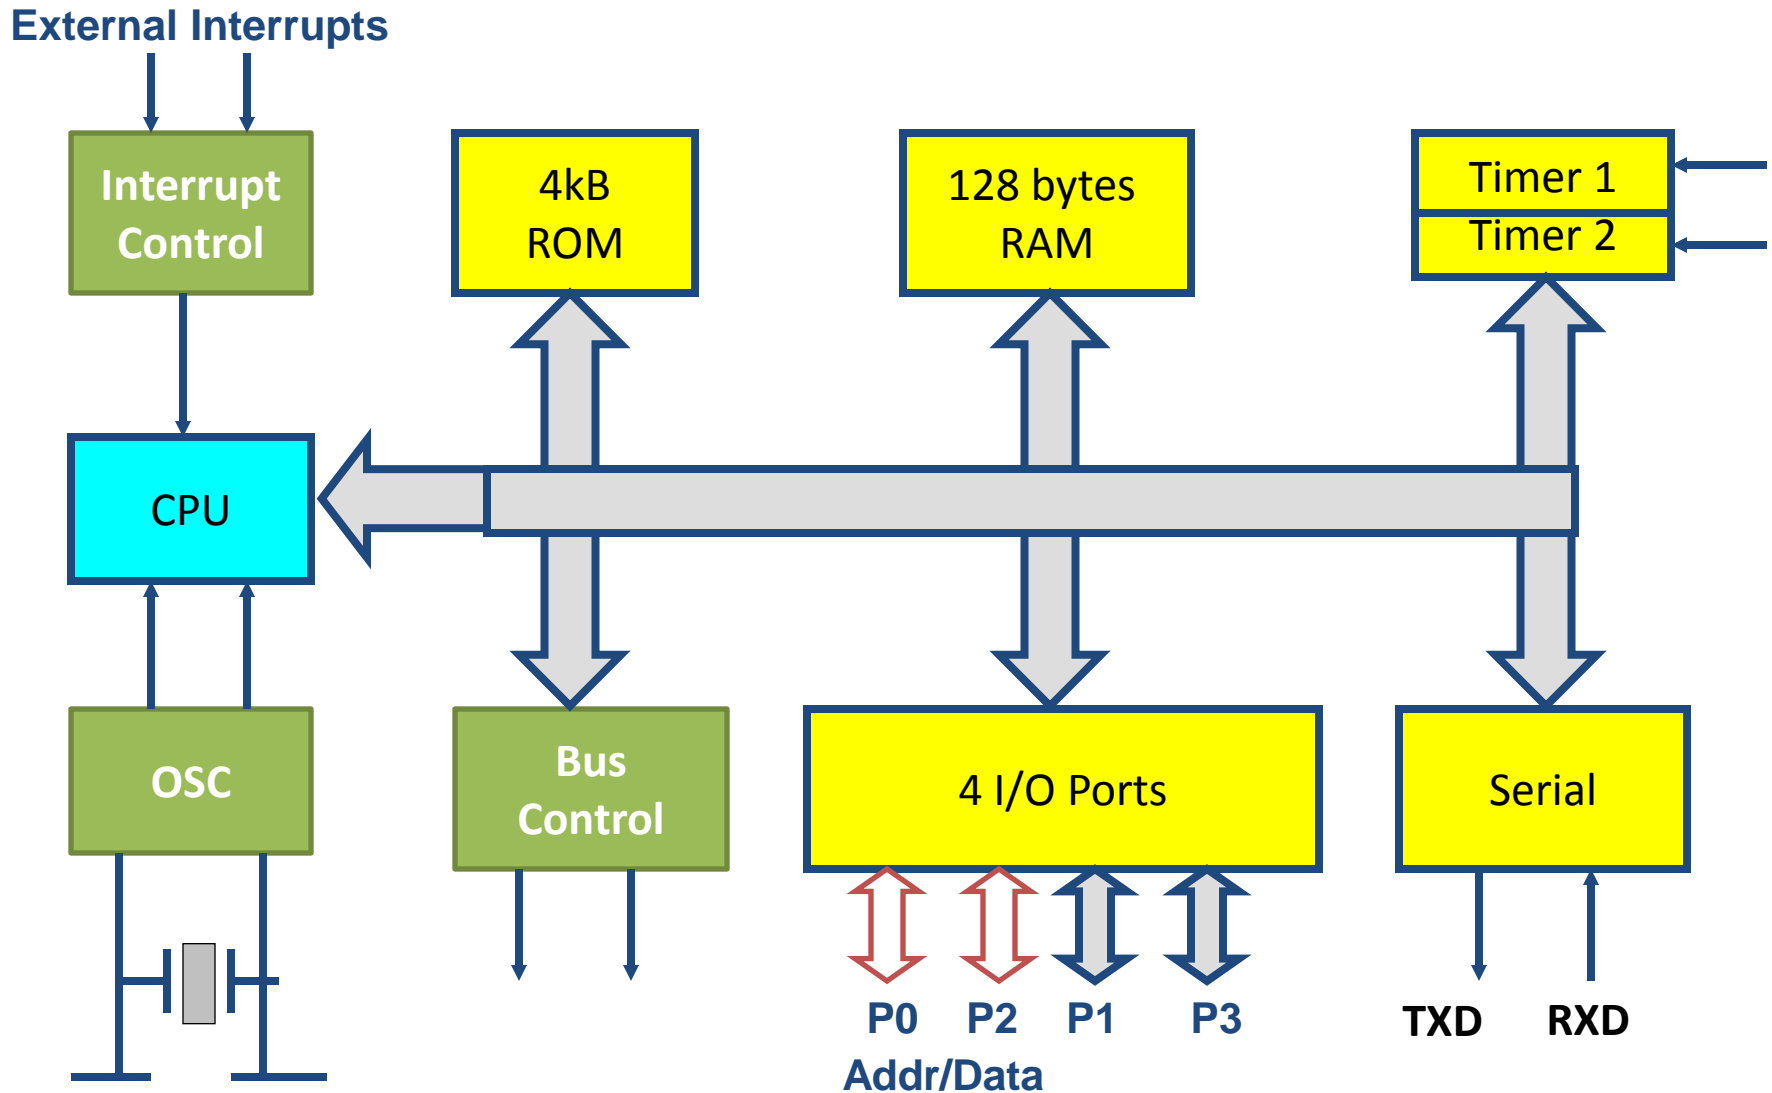 External Interrupts
Interrupt
Control
4kB
ROM
128 bytes
RAM
Timer 1
Timer 2
CPU
OSC
Bus
Control
4 I/O Ports
Serial
P0 P2 P1 P3
Addr/Data
TXD RXD